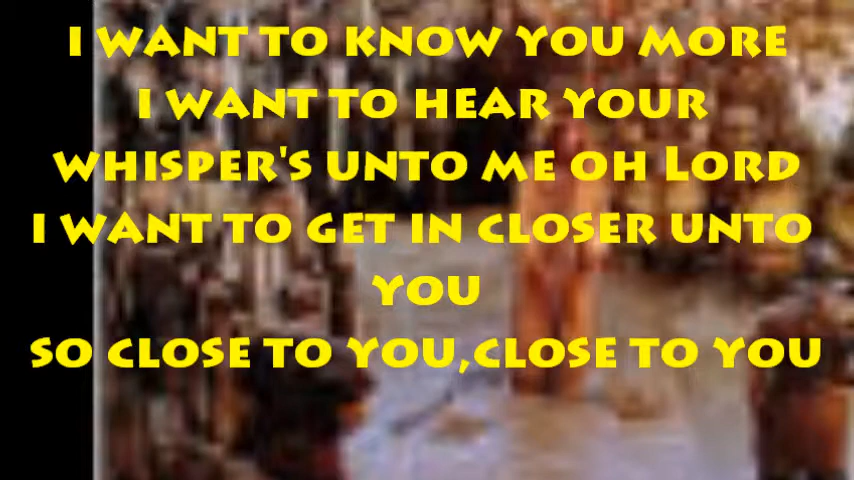 I WANT TO KNOW YOU MORE
I WANT TO HEAR YOUR
WHISPER'S UNTO ME OH LORD
I WANT TO GET IN CLOSER UNTO
YOU
SO CLOSE TO YOU,CLOSE TO YOU